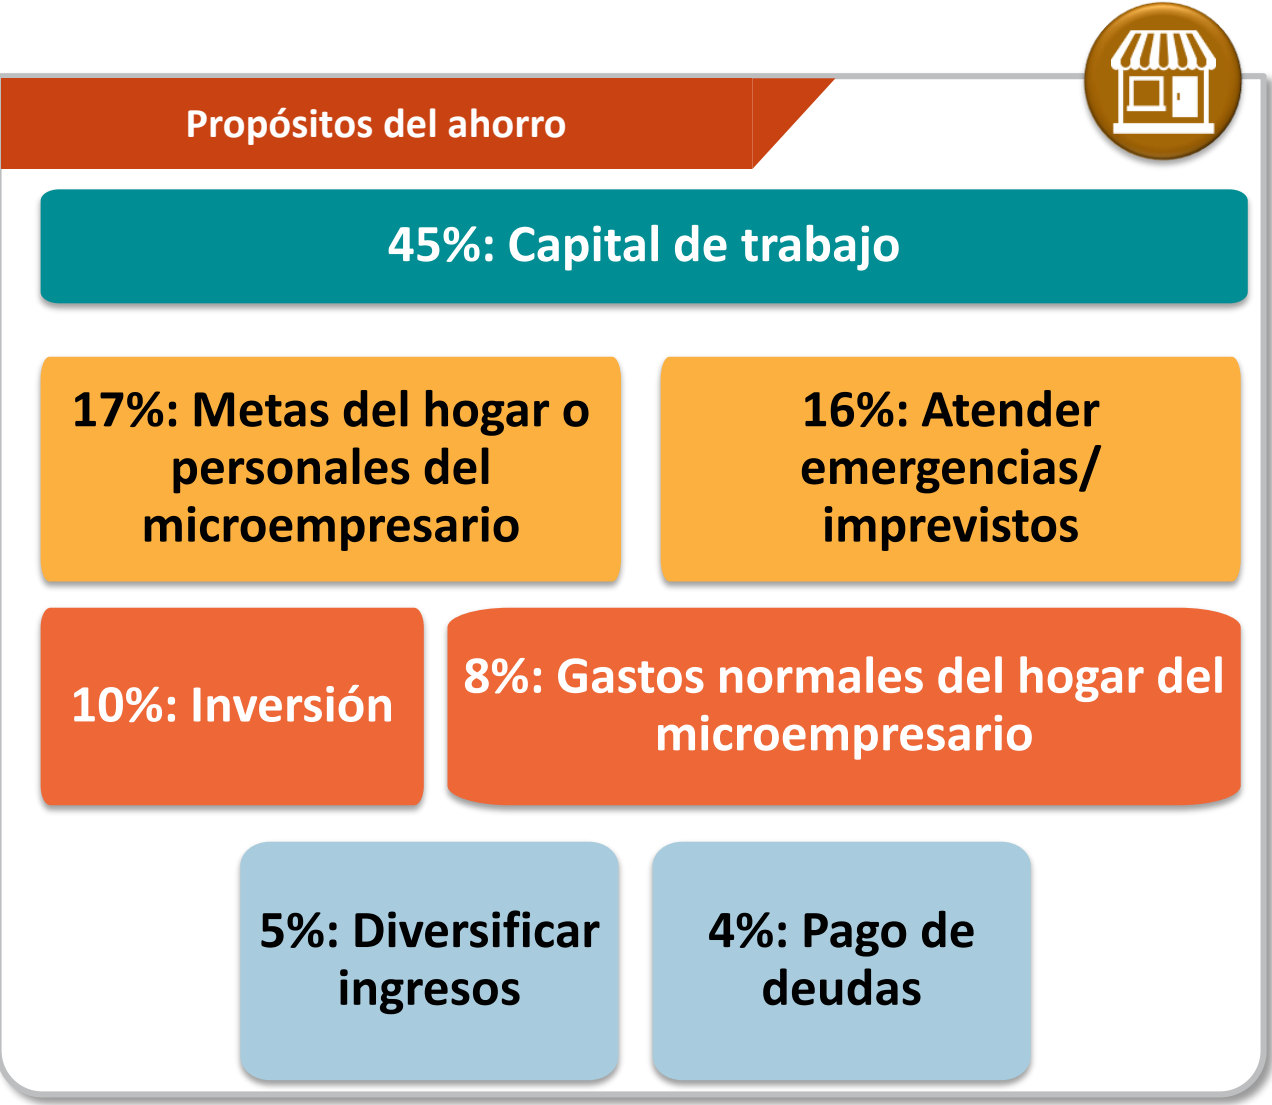 Propósitos del ahorro
45%: Capital de trabajo
17%: Metas del hogar o
personales del
microempresario
16%: Atender
emergencias/
imprevistos
10%: Inversión
8%: Gastos normales del hogar del
microempresario
5%: Diversificar
ingresos
4%: Pago de
deudas